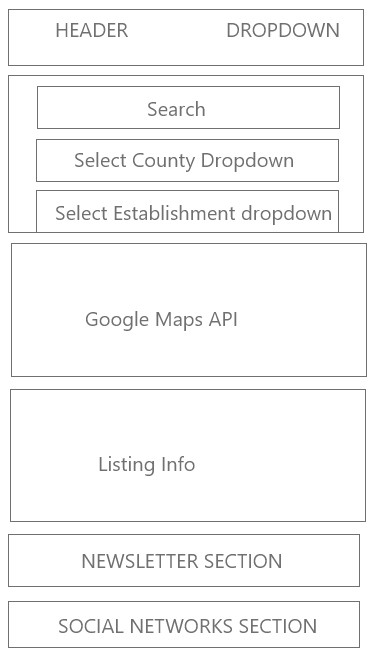 HEADER DROPDOWN
Search
Select County Dropdown
Select Establishment dropdown
Google Maps API
Listing Info
NEWSLETTER SECTION
SOCIAL NETWORKS SECTION